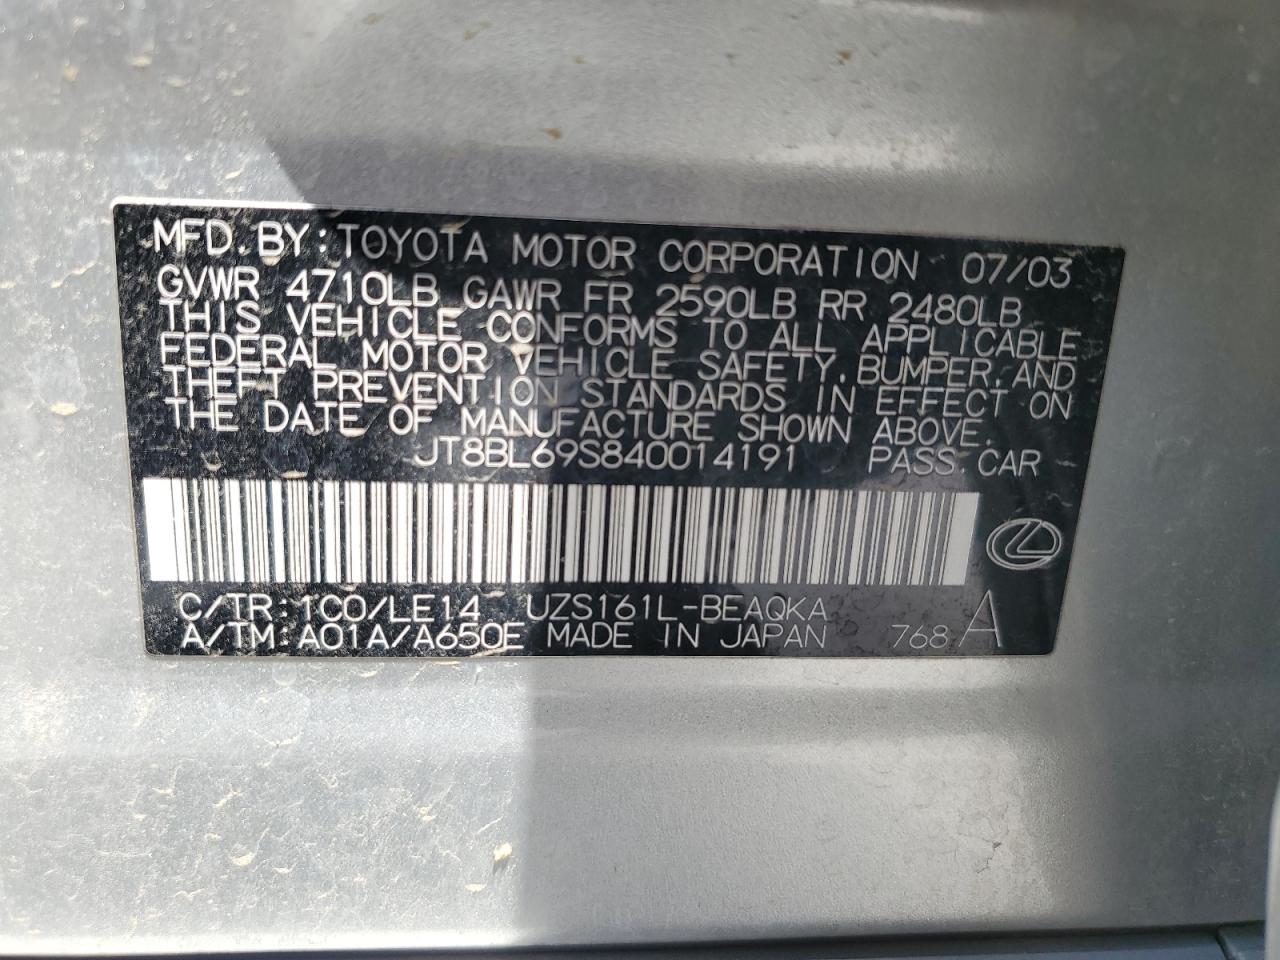 MFD. BY: TOYOTA MOTOR CORPORATION 07/03
GVWR 4710LB GAWR FR 2590LB RR 2480LB
THIS VEHICLE CONFORMS TO ALL APPLICABLE
FEDERAL MOTOR VEHICLE SAFETY, BUMPER, AND
THEFT PREVENTION STANDARDS IN EFFECT ON
THE DATE OF MANUFACTURE SHOWN ABOVE.
JT8BL69S840014191 PASS. CAR
C/TR: 1C0/LE14 UZS161L-BEAQKA
A/TM: A01A/A650E MADE IN JAPAN 768 A